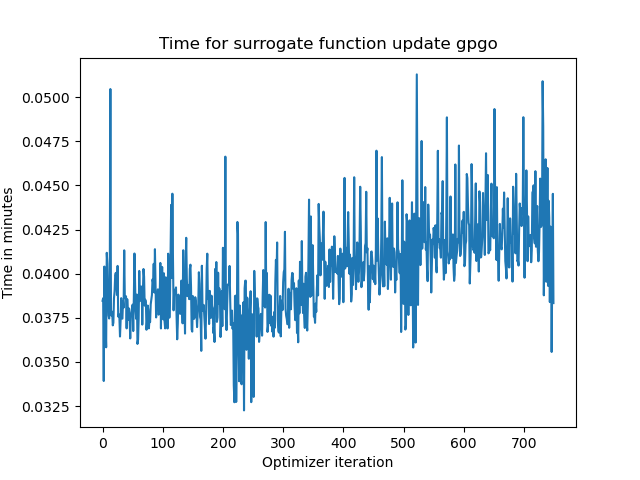 Time for surrogate function update gpgo
Time in minutes
0.0500
0.0475
0.0450
0.0425
0.0400
0.0375
0.0350
0.0325
0 100 200 300 400 500 600 700
Optimizer iteration